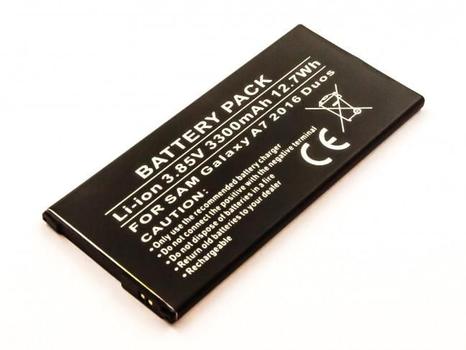 BATTERY PACK
Li-ion 3.85V 3300mAh 12.7Wh
FOR SAM Galaxy A7 2016 Duos
CAUTION:
•Use only the recommended battery charger
•Do not connect the positive to the negative terminal
•Do not dispose of batteries in a fire
•Return old batteries to your dealer
CE